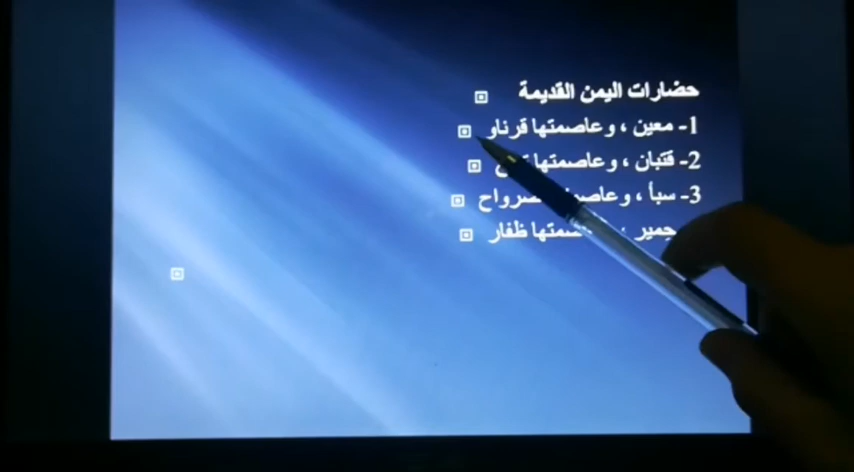 حضارات اليمن القديمة
1- معين ، وعاصمتها قرناو
2- قتبان ، وعاصمتها
3- سبأ ، صرواح
حمير ، ظفار